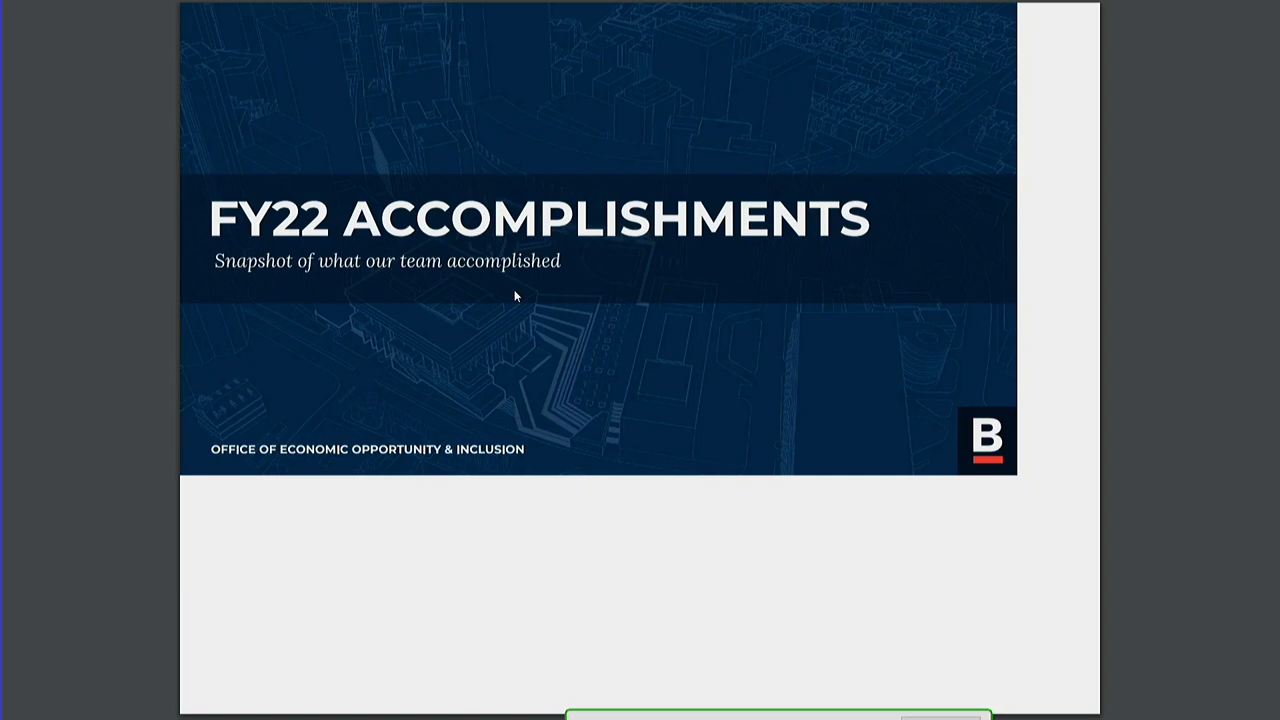 FY22 ACCOMPLISHMENTS
Snapshot of what our team accomplished
OFFICE OF ECONOMIC OPPORTUNITY & INCLUSION
B